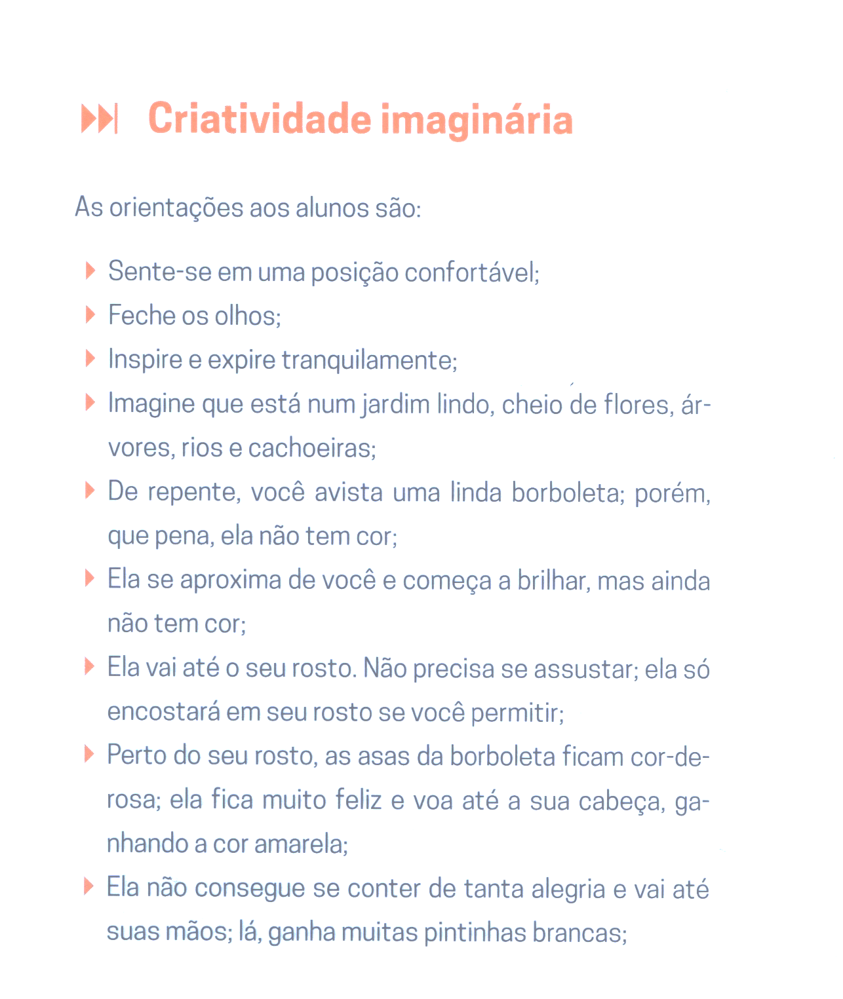 Criatividade imaginária
As orientações aos alunos são:
Sente-se em uma posição confortável;
Feche os olhos;
Inspire e expire tranquilamente;
Imagine que está num jardim lindo, cheio de flores, ár-
vores, rios e cachoeiras;
De repente, você avista uma linda borboleta; porém,
que pena, ela não tem cor;
Ela se aproxima de você e começa a brilhar, mas ainda
não tem cor;
Ela vai até o seu rosto. Não precisa se assustar; ela só
encostará em seu rosto se você permitir;
Perto do seu rosto, as asas da borboleta ficam cor-de-
rosa; ela fica muito feliz e voa até a sua cabeça, ga-
nhando a cor amarela;
Ela não consegue se conter de tanta alegria e vai até
suas mãos; lá, ganha muitas pintinhas brancas;